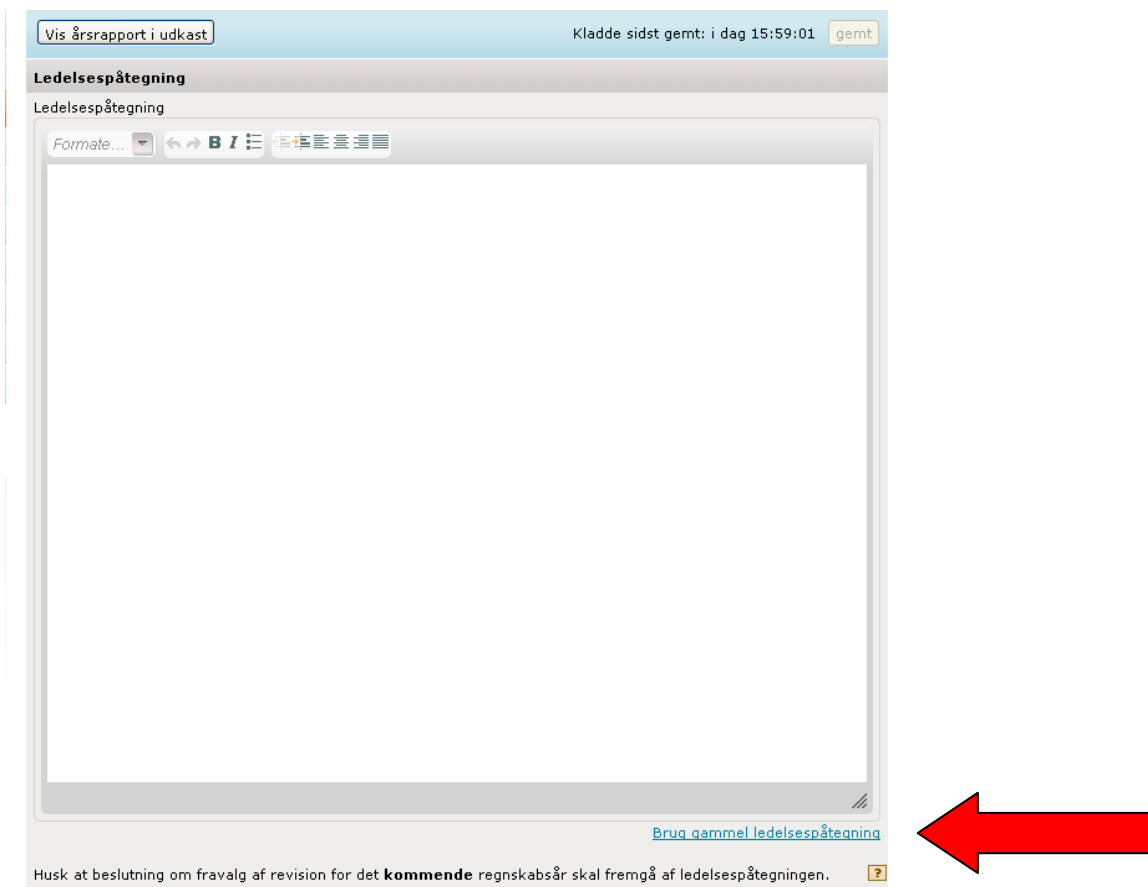 Vis årsrapport i udkast
Kladde sidst gemt: i dag 15:59:01 gemt
Ledelsespåtegning
Ledelsespåtegning
Formate... B I
Brug gammel ledelsespåtegning
Husk at beslutning om fravalg af revision for det kommende regnskabsår skal fremgå af ledelsespåtegningen. ?